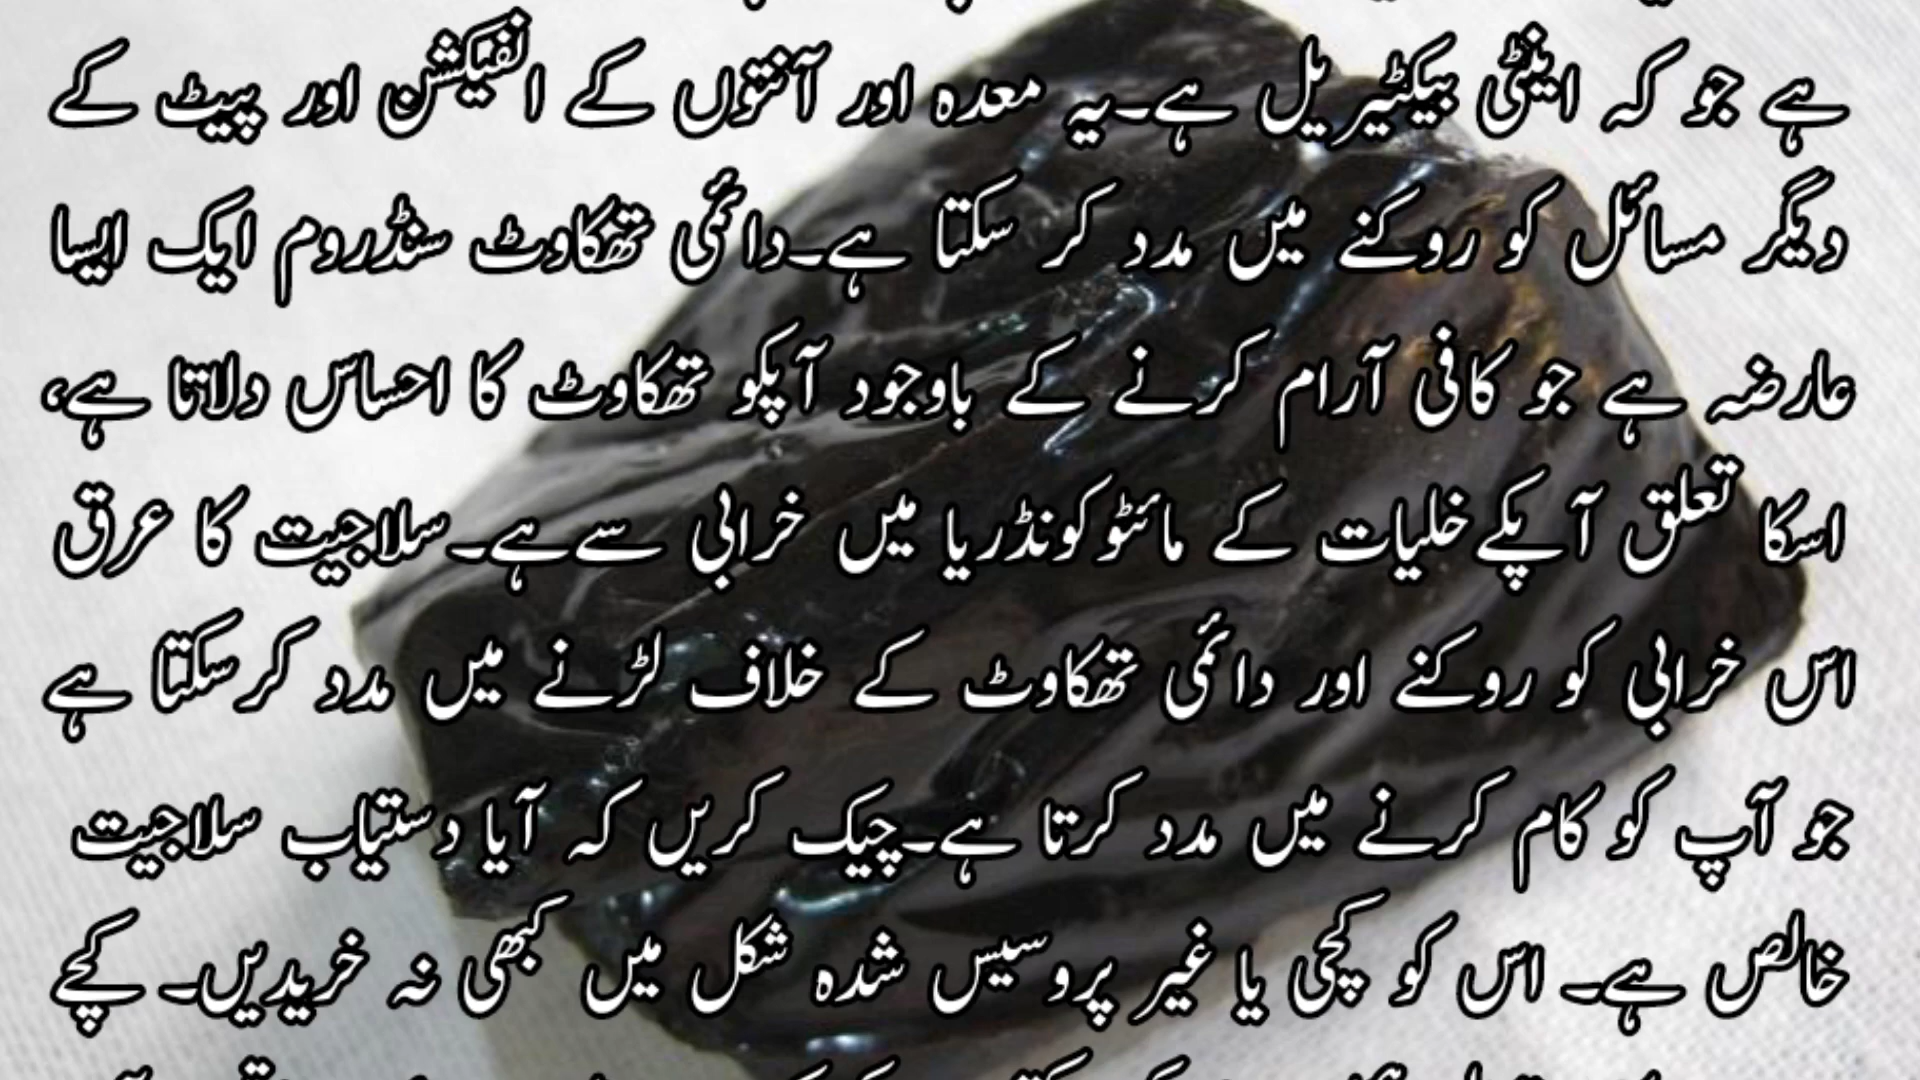 ہے جو کہ اینٹی بیکٹیریل ہے۔یہ معدہ اور آنتوں کے انفیکشن اور پیٹ کے
دیگر مسائل کو روکنے میں مدد کر سکتا ہے۔دائمی تھکاوٹ سنڈروم ایک ایسا
عارضہ ہے جو کافی آرام کرنے کے باوجود آپکو تھکاوٹ کا احساس دلاتا ہے،
اسکا تعلق آپکے خلیات کے مائٹوکونڈریا میں خرابی سےہے۔سلاجیت کا عرق
اس خرابی کو روکنے اور دائمی تھکاوٹ کے خلاف لڑنے میں مدد کرسکتا ہے
جو آپ کو کام کرنے میں مدد کرتا ہے۔چیک کریں کہ آیا دستیاب سلاجیت
خالص ہے۔ اس کو کچی یا غیر پروسیس شدہ شکل میں کبھی نہ خریدیں۔ کچے